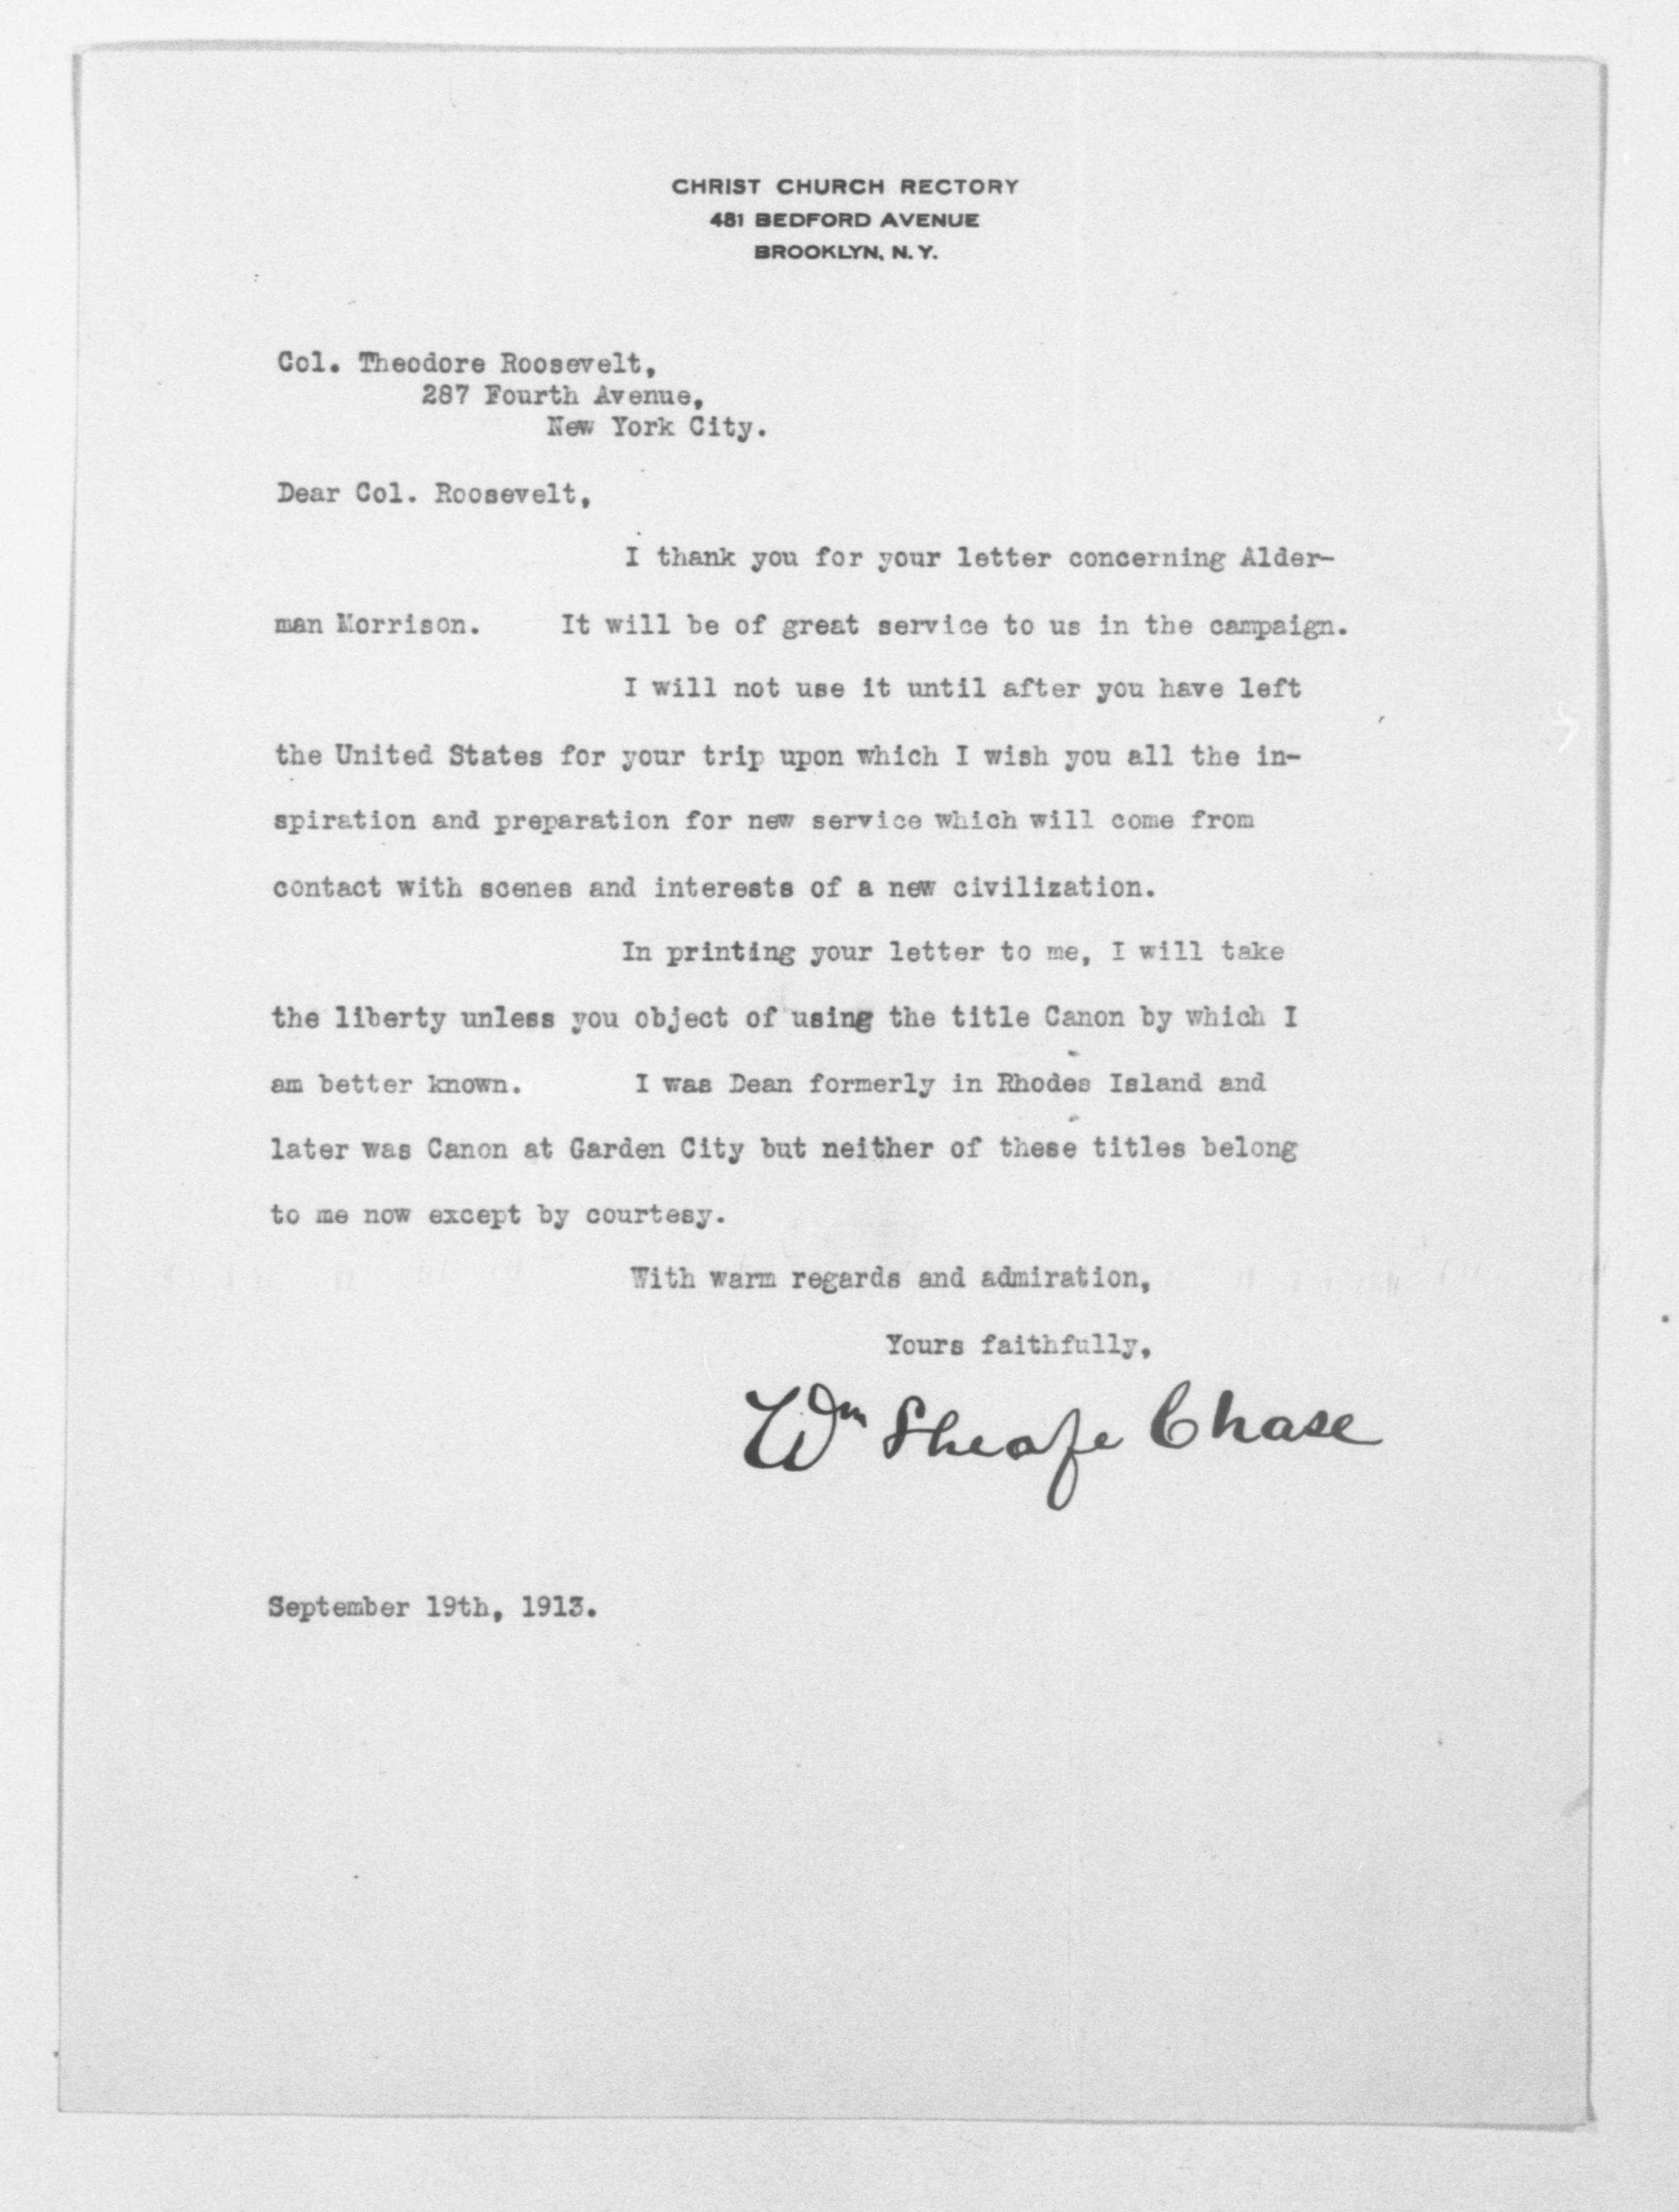 CHRIST CHURCH RECTORY
481 BEDFORD AVENUE
BROOKLYN, N. Y.
Col. Theodore Roosevelt,
287 Fourth Avenue,
New York City.
Dear Col. Roosevelt,
I thank you for your letter concerning Alder-
man Morrison. It will be of great service to us in the campaign.
I will not use it until after you have left
the United States for your trip upon which I wish you all the in-
spiration and preparation for new service which will come from
contact with scenes and interests of a new civilization.
In printing your letter to me, I will take
the liberty unless you object of using the title Canon by which I
am better known. I was Dean formerly in Rhodes Island and
later was Canon at Garden City but neither of these titles belong
to me now except by courtesy.
With warm regards and admiration,
Yours faithfully,
Wm Sheafe Chase
September 19th, 1913.